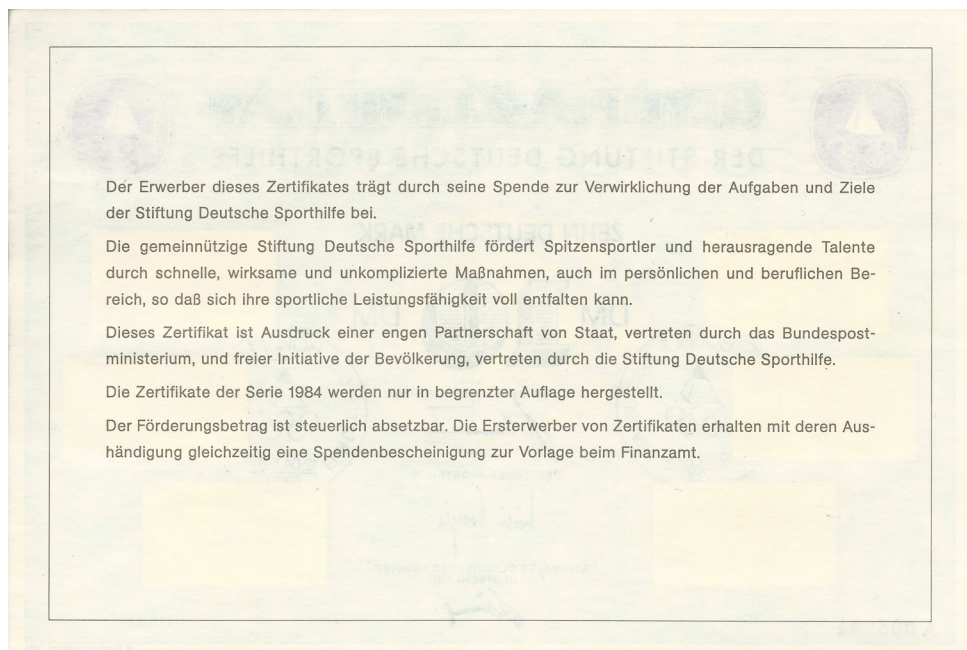 Der Erwerber dieses Zertifikates trägt durch seine Spende zur Verwirklichung der Aufgaben und Ziele
der Stiftung Deutsche Sporthilfe bei.
Die gemeinnützige Stiftung Deutsche Sporthilfe fördert Spitzensportler und herausragende Talente
durch schnelle, wirksame und unkomplizierte Maßnahmen, auch im persönlichen und beruflichen Be-
reich, so daß sich ihre sportliche Leistungsfähigkeit voll entfalten kann.
Dieses Zertifikat ist Ausdruck einer engen Partnerschaft von Staat, vertreten durch das Bundespost-
ministerium, und freier Initiative der Bevölkerung, vertreten durch die Stiftung Deutsche Sporthilfe.
Die Zertifikate der Serie 1984 werden nur in begrenzter Auflage hergestellt.
Der Förderungsbetrag ist steuerlich absetzbar. Die Ersterwerber von Zertifikaten erhalten mit deren Aus-
händigung gleichzeitig eine Spendenbescheinigung zur Vorlage beim Finanzamt.